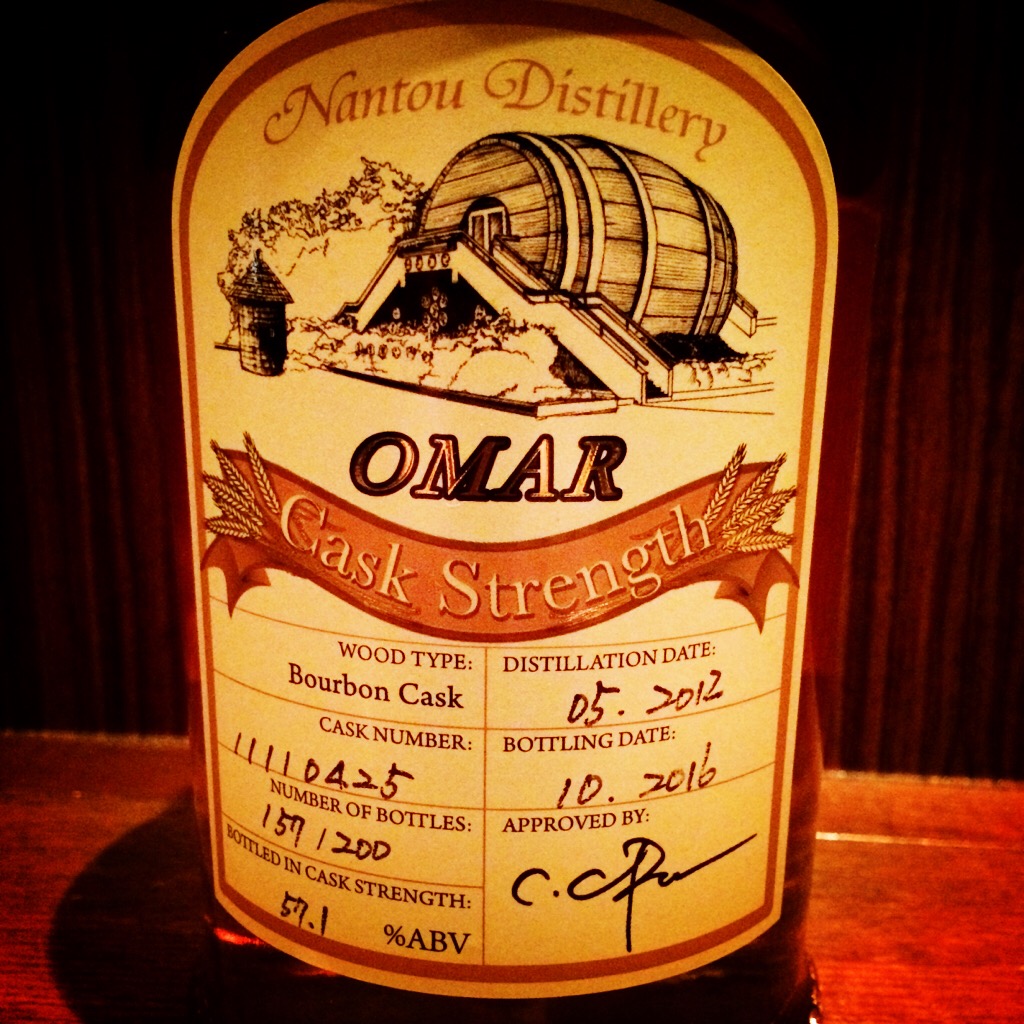 Nantou Distillery
OMAR
Cask Strength
WOOD TYPE:
Bourbon Cask
CASK NUMBER:
11110425
NUMBER OF BOTTLES:
157/200
BOTTLED IN CASK STRENGTH:
57.1 %ABV
DISTILLATION DATE:
05. 2012
BOTTLING DATE:
10. 2016
APPROVED BY: